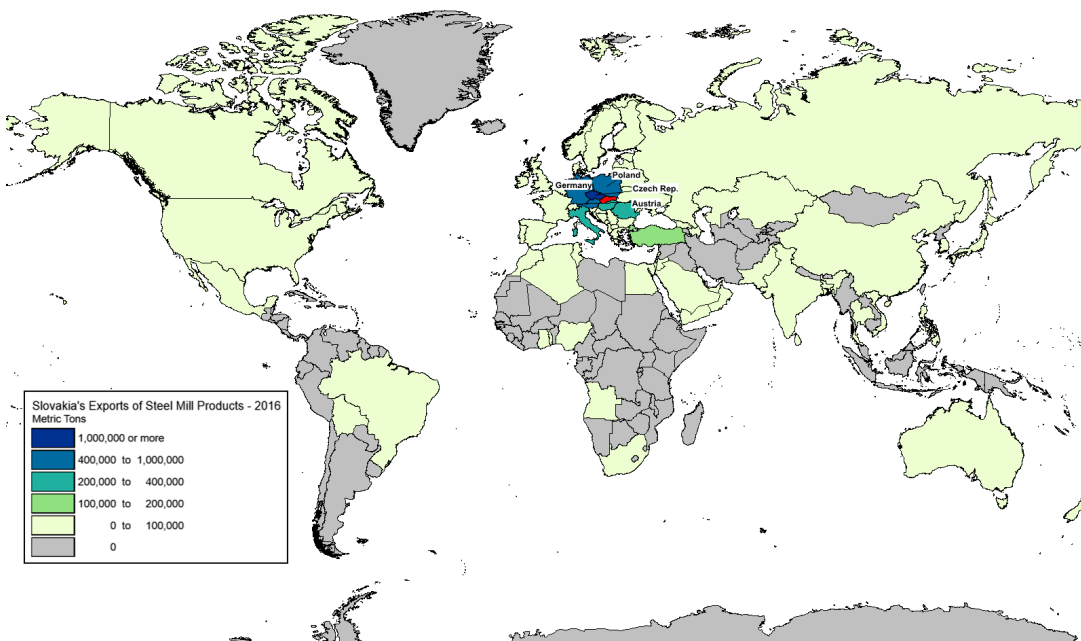 Poland
Germany
Czech Rep.
Austria
Slovakia's Exports of Steel Mill Products - 2016
Metric Tons
1,000,000 or more
400,000 to 1,000,000
200,000 to 400,000
100,000 to 200,000
0 to 100,000
0